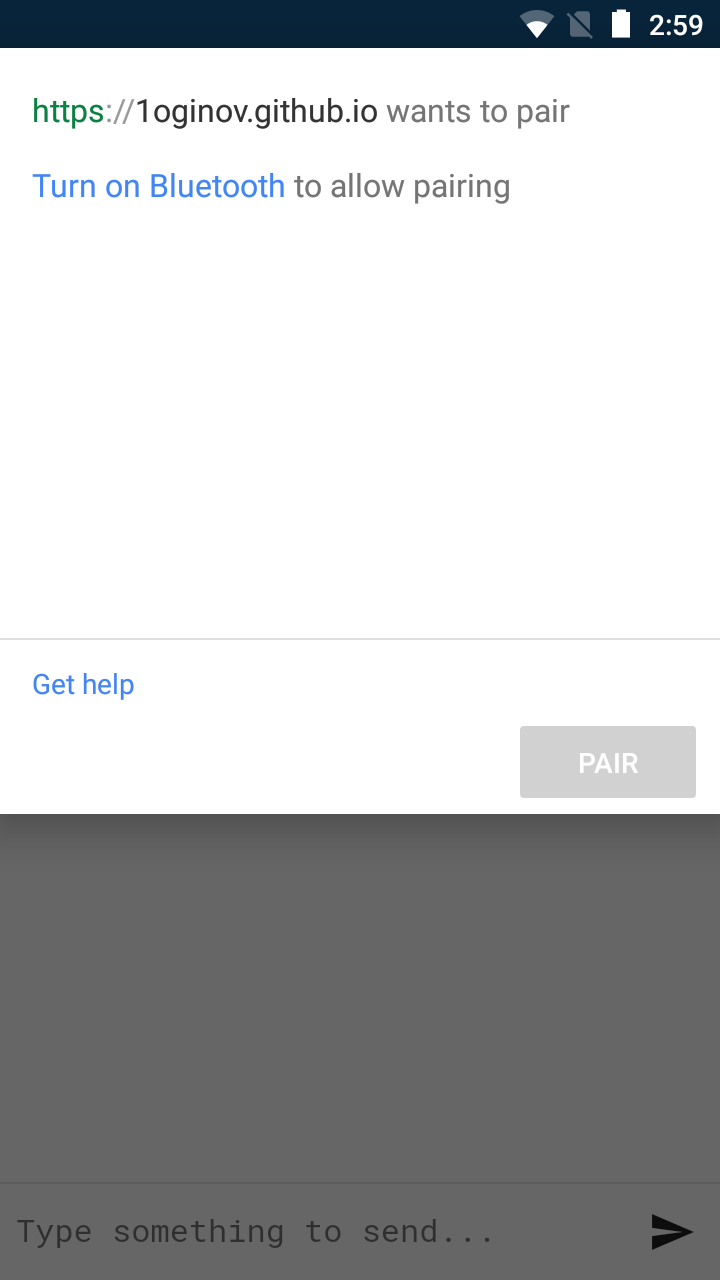 2:59
https://1oginov.github.io wants to pair
Turn on Bluetooth to allow pairing
Get help
PAIR
Type something to send...